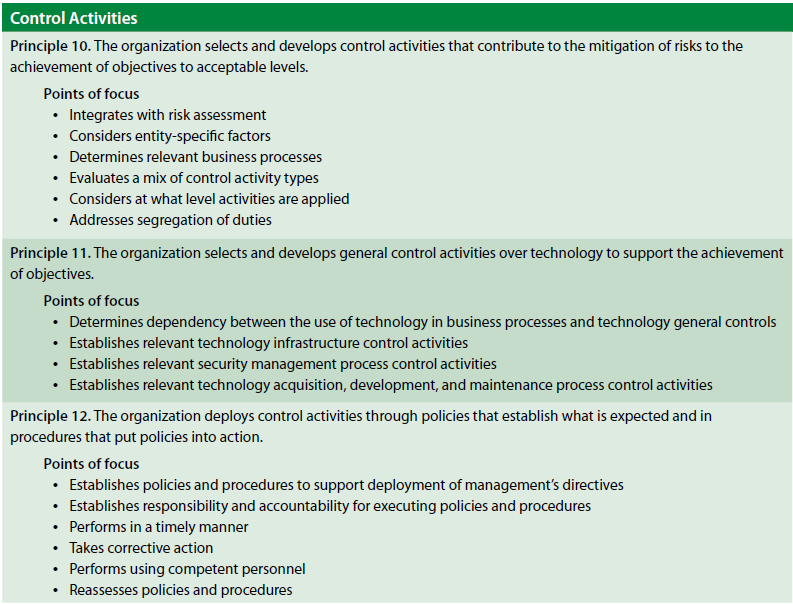 Control Activities
Principle 10. The organization selects and develops control activities that contribute to the mitigation of risks to the
achievement of objectives to acceptable levels.
Points of focus
• Integrates with risk assessment
• Considers entity-specific factors
• Determines relevant business processes
• Evaluates a mix of control activity types
• Considers at what level activities are applied
• Addresses segregation of duties
Principle 11. The organization selects and develops general control activities over technology to support the achievement
of objectives.
Points of focus
• Determines dependency between the use of technology in business processes and technology general controls
• Establishes relevant technology infrastructure control activities
• Establishes relevant security management process control activities
• Establishes relevant technology acquisition, development, and maintenance process control activities
Principle 12. The organization deploys control activities through policies that establish what is expected and in
procedures that put policies into action.
Points of focus
• Establishes policies and procedures to support deployment of management’s directives
• Establishes responsibility and accountability for executing policies and procedures
• Performs in a timely manner
• Takes corrective action
• Performs using competent personnel
• Reassesses policies and procedures